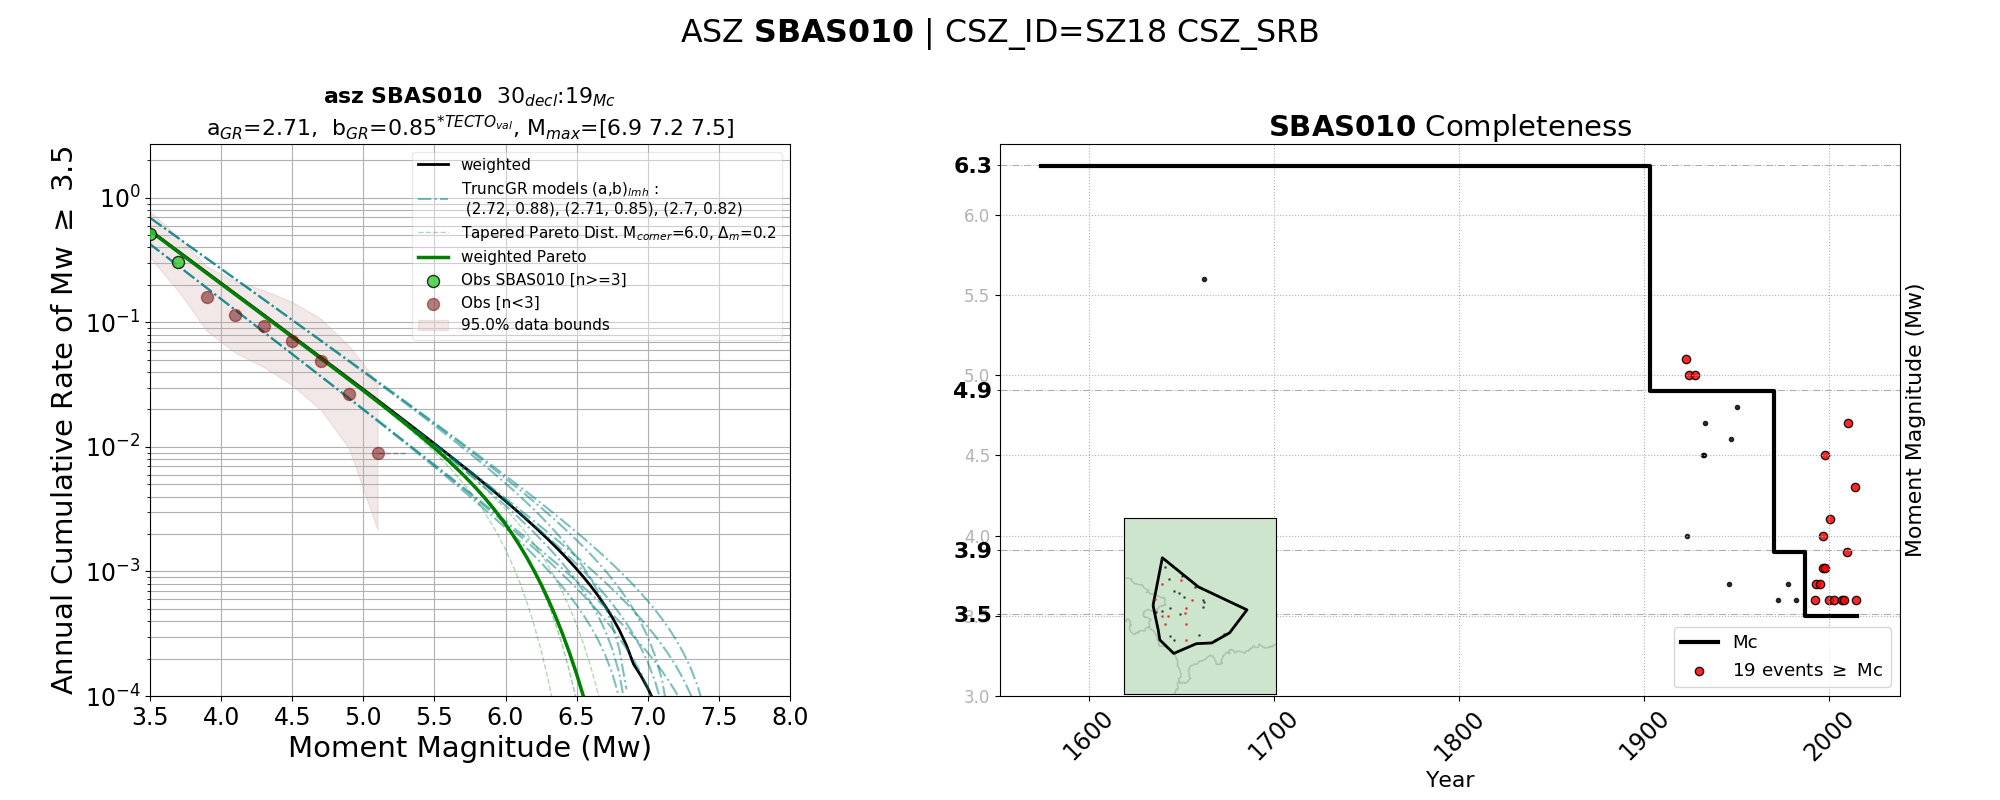 ASZ SBAS010 | CSZ_ID=SZ18 CSZ_SRB
asz SBAS010 30decl:19Mc
aGR=2.71, bGR=0.85*TECTOval, Mmax=[6.9 7.2 7.5]
Annual Cumulative Rate of Mw ≥ 3.5
10^0
10^-1
10^-2
10^-3
10^-4
weighted
TruncGR models (a,b)lmh :
(2.72, 0.88), (2.71, 0.85), (2.7, 0.82)
Tapered Pareto Dist. Mcorner=6.0, Δm=0.2
weighted Pareto
Obs SBAS010 [n>=3]
Obs [n<3]
95.0% data bounds
3.5 4.0 4.5 5.0 5.5 6.0 6.5 7.0 7.5 8.0
Moment Magnitude (Mw)
SBAS010 Completeness
6.3
6.0
5.5
5.0
4.9
4.5
4.0
3.9
3.5
3.5
3.0
Moment Magnitude (Mw)
Mc
19 events ≥ Mc
1600 1700 1800 1900 2000
Year